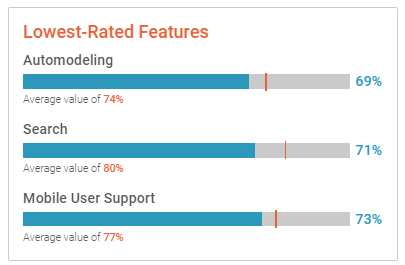 Lowest-Rated Features
Automodeling
69%
Average value of 74%
Search
71%
Average value of 80%
Mobile User Support
73%
Average value of 77%